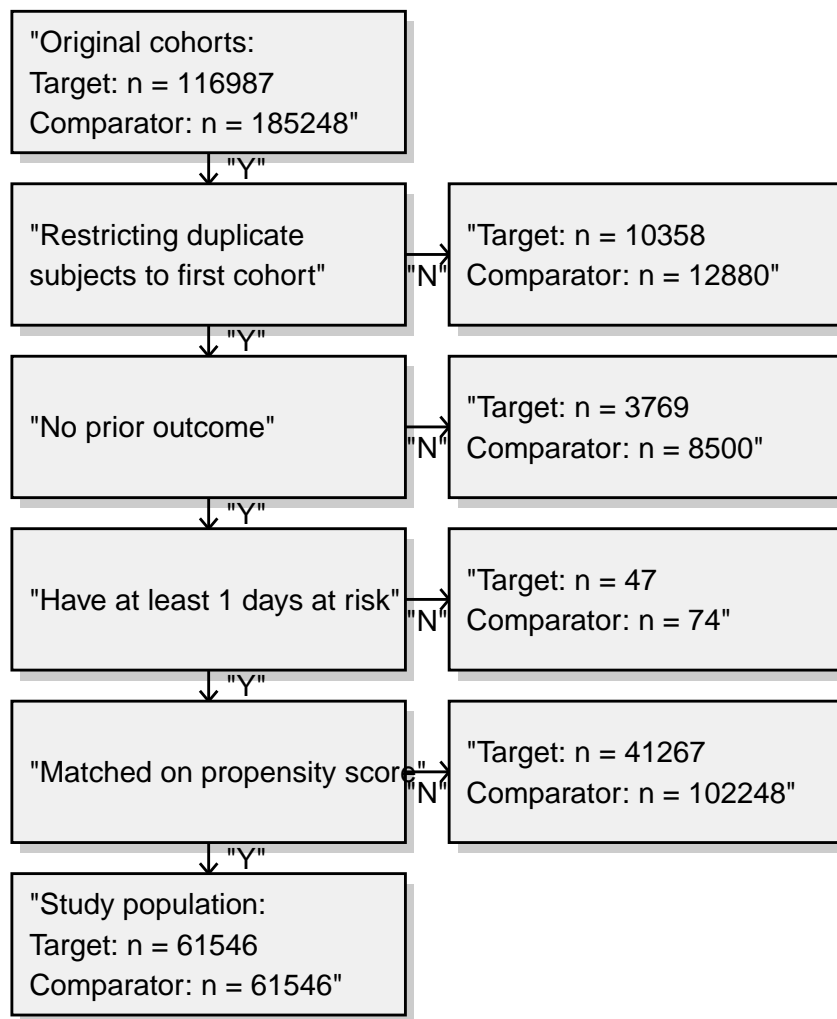 "Original cohorts:
Target: n = 116987
Comparator: n = 185248"
"Y"
"Restricting duplicate
subjects to first cohort"
"N"
"Target: n = 10358
Comparator: n = 12880"
"Y"
"No prior outcome"
"N"
"Target: n = 3769
Comparator: n = 8500"
"Y"
"Have at least 1 days at risk"
"N"
"Target: n = 47
Comparator: n = 74"
"Y"
"Matched on propensity score"
"N"
"Target: n = 41267
Comparator: n = 102248"
"Y"
"Study population:
Target: n = 61546
Comparator: n = 61546"